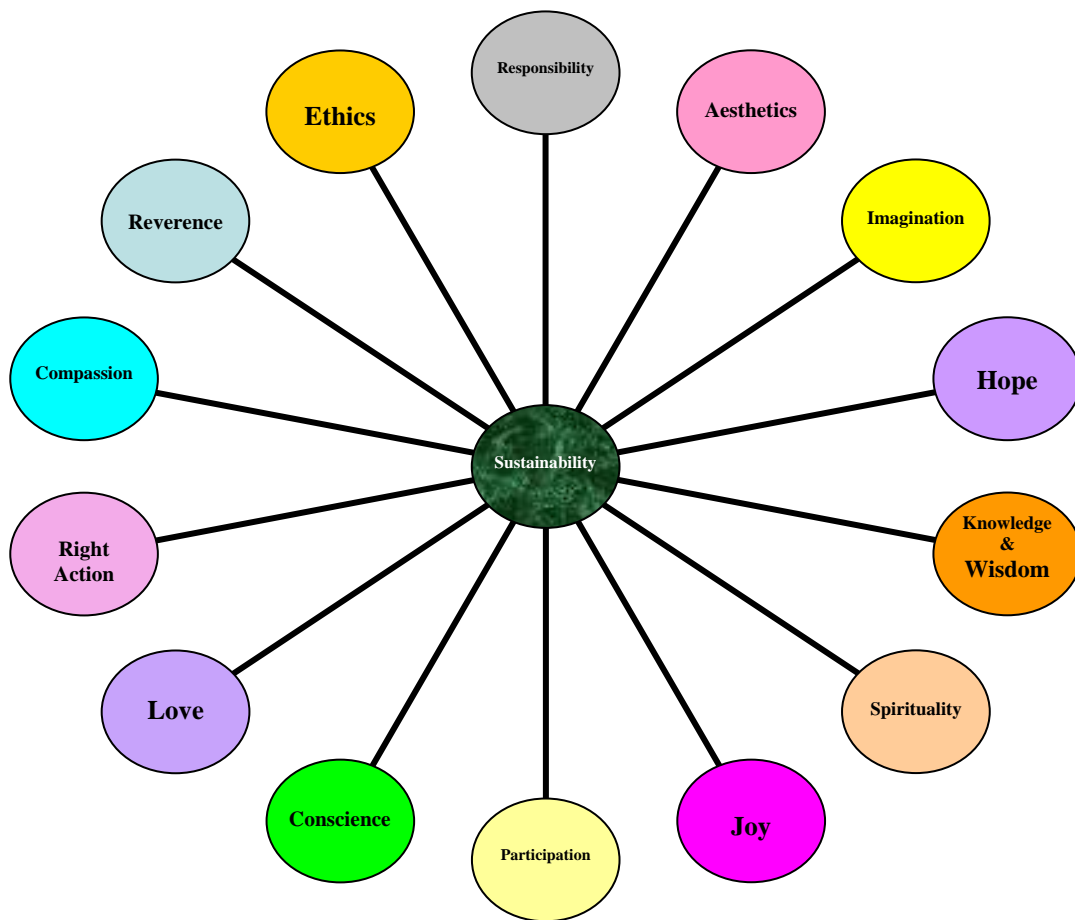 Responsibility
Ethics
Aesthetics
Reverence
Imagination
Compassion
Hope
Sustainability
Right
Action
Knowledge
&
Wisdom
Love
Spirituality
Conscience
Joy
Participation